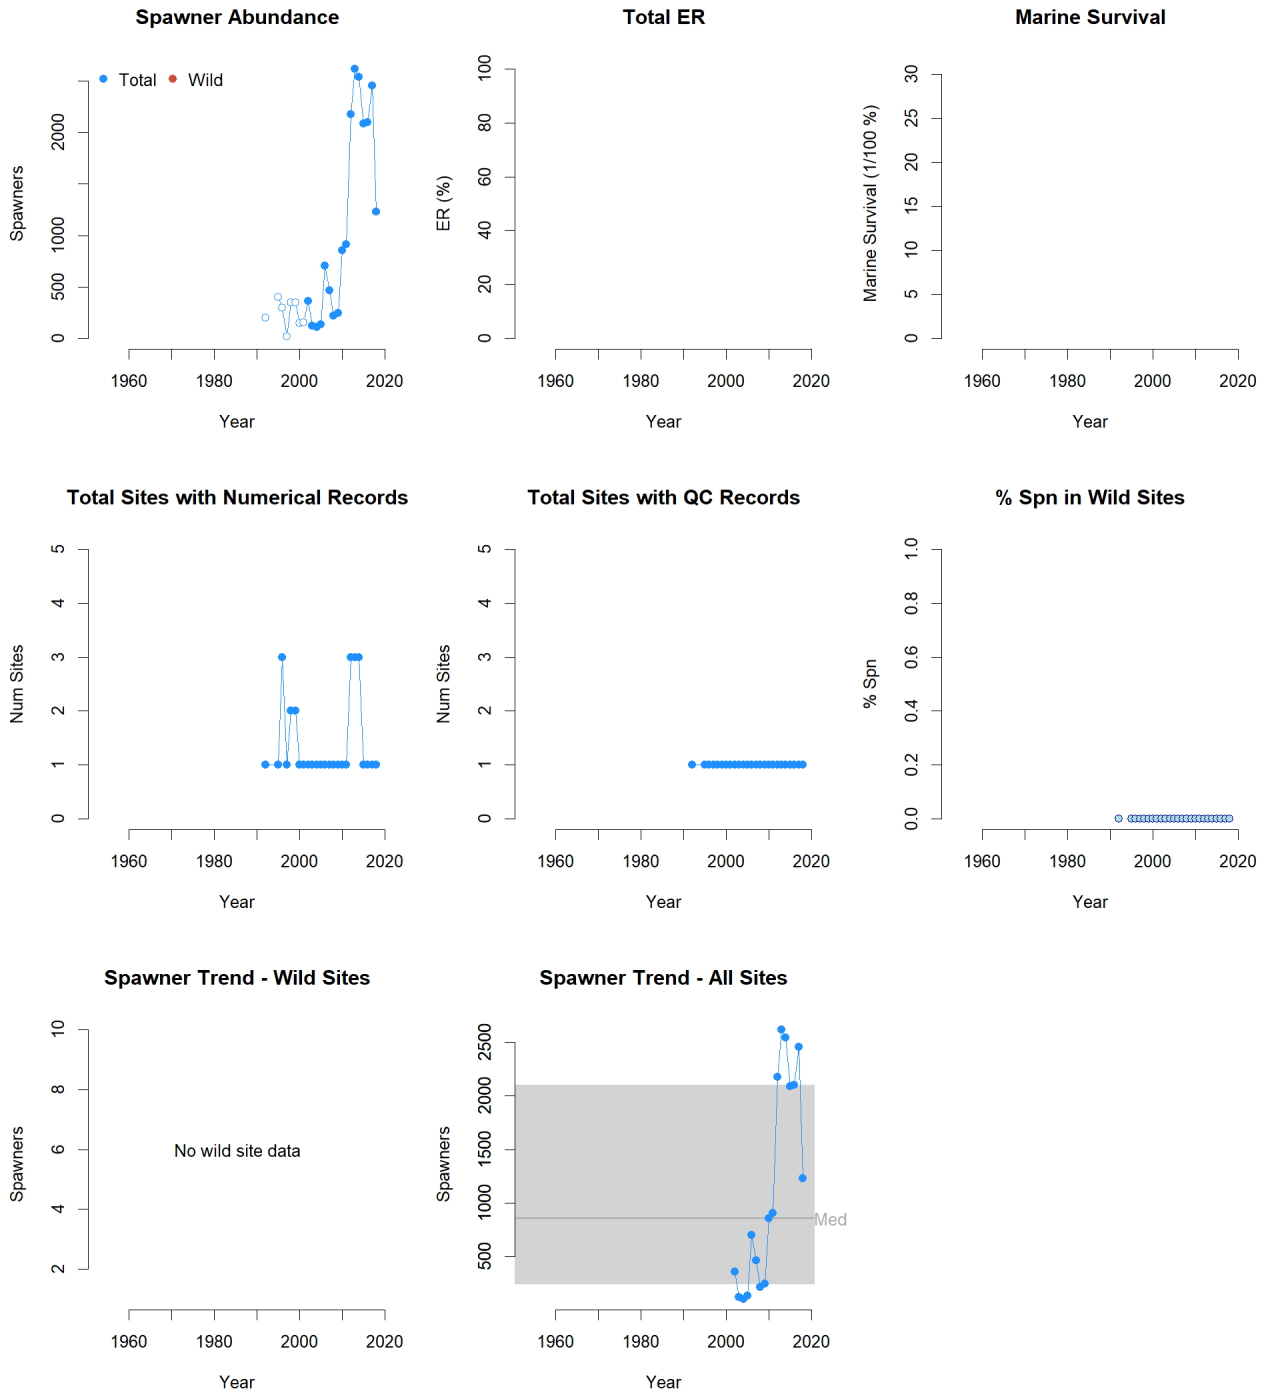 Spawner Abundance
Total Wild
Spawners
0 500 1000 2000
1960 1980 2000 2020
Year
Total ER
ER (%)
0 20 40 60 80 100
1960 1980 2000 2020
Year
Marine Survival
Marine Survival (1/100 %)
0 5 10 15 20 25 30
1960 1980 2000 2020
Year
Total Sites with Numerical Records
Num Sites
0 1 2 3 4 5
1960 1980 2000 2020
Year
Total Sites with QC Records
Num Sites
0 1 2 3 4 5
1960 1980 2000 2020
Year
% Spn in Wild Sites
% Spn
0.0 0.2 0.4 0.6 0.8 1.0
1960 1980 2000 2020
Year
Spawner Trend - Wild Sites
Spawners
2 4 6 8 10
No wild site data
1960 1980 2000 2020
Year
Spawner Trend - All Sites
Spawners
500 1000 1500 2000 2500
Med
1960 1980 2000 2020
Year